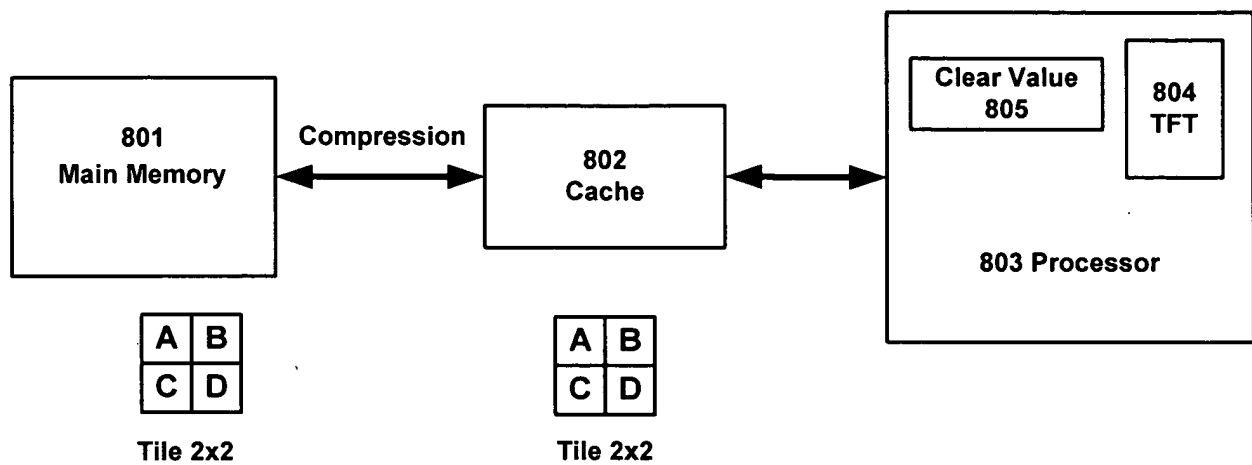 801
Main Memory
Compression
802
Cache
Clear Value
805
804
TFT
803 Processor
A B
C D
Tile 2x2
A B
C D
Tile 2x2